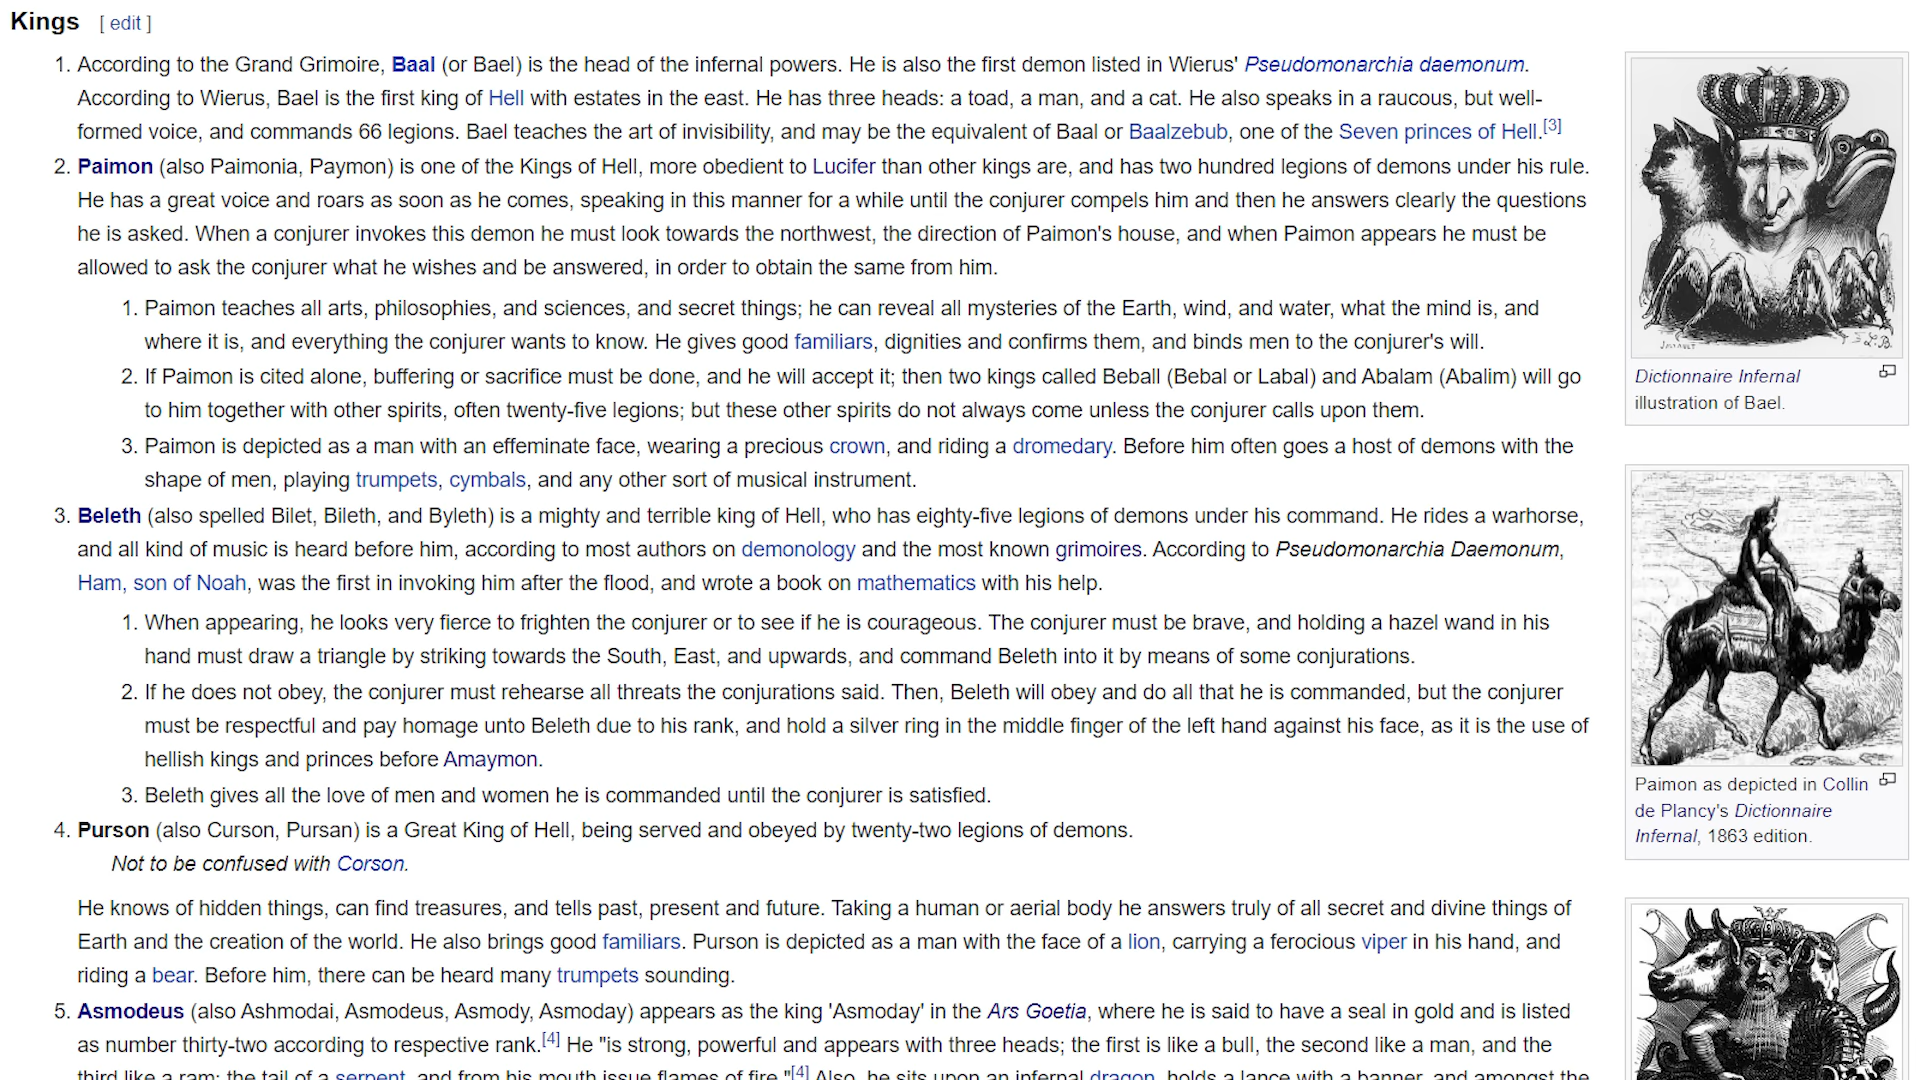 Kings [ edit ]
1. According to the Grand Grimoire, Baal (or Bael) is the head of the infernal powers. He is also the first demon listed in Wierus' Pseudomonarchia daemonum.
According to Wierus, Bael is the first king of Hell with estates in the east. He has three heads: a toad, a man, and a cat. He also speaks in a raucous, but well-
formed voice, and commands 66 legions. Bael teaches the art of invisibility, and may be the equivalent of Baal or Baalzebub, one of the Seven princes of Hell.[3]
2. Paimon (also Paimonia, Paymon) is one of the Kings of Hell, more obedient to Lucifer than other kings are, and has two hundred legions of demons under his rule.
He has a great voice and roars as soon as he comes, speaking in this manner for a while until the conjurer compels him and then he answers clearly the questions
he is asked. When a conjurer invokes this demon he must look towards the northwest, the direction of Paimon's house, and when Paimon appears he must be
allowed to ask the conjurer what he wishes and be answered, in order to obtain the same from him.
1. Paimon teaches all arts, philosophies, and sciences, and secret things; he can reveal all mysteries of the Earth, wind, and water, what the mind is, and
where it is, and everything the conjurer wants to know. He gives good familiars, dignities and confirms them, and binds men to the conjurer's will.
2. If Paimon is cited alone, buffering or sacrifice must be done, and he will accept it; then two kings called Beball (Bebal or Labal) and Abalam (Abalim) will go
to him together with other spirits, often twenty-five legions; but these other spirits do not always come unless the conjurer calls upon them.
3. Paimon is depicted as a man with an effeminate face, wearing a precious crown, and riding a dromedary. Before him often goes a host of demons with the
shape of men, playing trumpets, cymbals, and any other sort of musical instrument.
3. Beleth (also spelled Bilet, Bileth, and Byleth) is a mighty and terrible king of Hell, who has eighty-five legions of demons under his command. He rides a warhorse,
and all kind of music is heard before him, according to most authors on demonology and the most known grimoires. According to Pseudomonarchia Daemonum,
Ham, son of Noah, was the first in invoking him after the flood, and wrote a book on mathematics with his help.
1. When appearing, he looks very fierce to frighten the conjurer or to see if he is courageous. The conjurer must be brave, and holding a hazel wand in his
hand must draw a triangle by striking towards the South, East, and upwards, and command Beleth into it by means of some conjurations.
2. If he does not obey, the conjurer must rehearse all threats the conjurations said. Then, Beleth will obey and do all that he is commanded, but the conjurer
must be respectful and pay homage unto Beleth due to his rank, and hold a silver ring in the middle finger of the left hand against his face, as it is the use of
hellish kings and princes before Amaymon.
3. Beleth gives all the love of men and women he is commanded until the conjurer is satisfied.
4. Purson (also Curson, Pursan) is a Great King of Hell, being served and obeyed by twenty-two legions of demons.
Not to be confused with Corson.
He knows of hidden things, can find treasures, and tells past, present and future. Taking a human or aerial body he answers truly of all secret and divine things of
Earth and the creation of the world. He also brings good familiars. Purson is depicted as a man with the face of a lion, carrying a ferocious viper in his hand, and
riding a bear. Before him, there can be heard many trumpets sounding.
5. Asmodeus (also Ashmodai, Asmodeus, Asmody, Asmoday) appears as the king 'Asmoday' in the Ars Goetia, where he is said to have a seal in gold and is listed
as number thirty-two according to respective rank.[4] He "is strong, powerful and appears with three heads; the first is like a bull, the second like a man, and the
third like a ram; the tail of a serpent, and from his mouth issue flames of fire."[4] Also, he sits upon an infernal dragon, holds a lance with a banner, and amongst the
Dictionnaire Infernal
illustration of Bael.
Paimon as depicted in Collin
de Plancy's Dictionnaire
Infernal, 1863 edition.